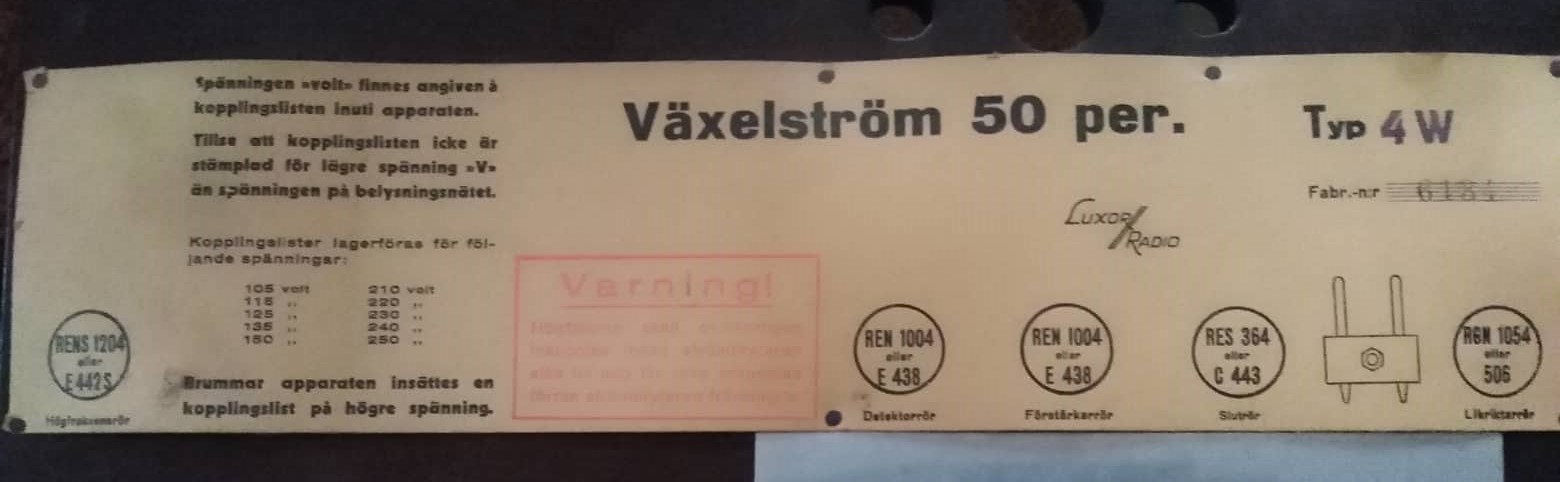 Spänningen »volt» finnes angiven å
kopplingslisten inuti apparaten.
Tillse att kopplingslisten icke är
stämplad för lägre spänning »V»
än spänningen på belysningsnätet.
Kopplingslister lagerföras för föl-
jande spänningar:
105 volt 210 volt
115 „ 220 „
125 „ 230 „
135 „ 240 „
150 „ 250 „
Brummar apparaten insättes en
kopplingslist på högre spänning.
RENS 1204
eller
E 442 S
Högfrekvensrör
Varning!
Växelström 50 per.
Typ 4 W
Fabr.-n:r 6184
LUXOR RADIO
REN 1004
eller
E 438
Detektorrör
REN 1004
eller
E 438
Förstärkarrör
RES 364
eller
C 443
Slutrör
RGN 1054
eller
506
Likriktarrör